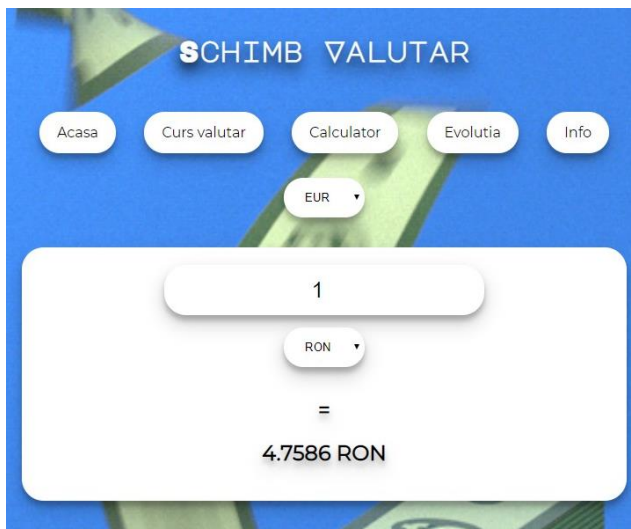 SCHIMB VALUTAR
Acasa Curs valutar Calculator Evolutia Info
EUR
1
RON
=
4.7586 RON